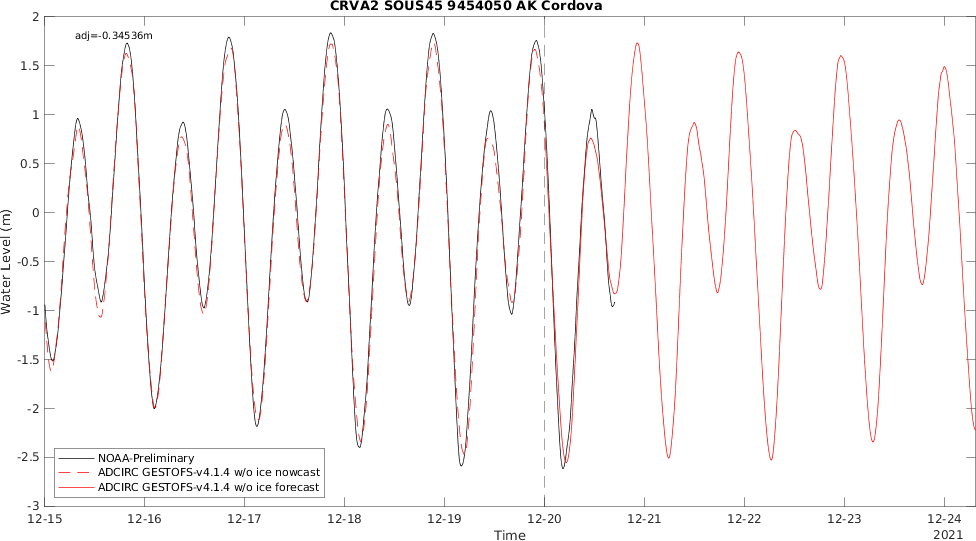 CRVA2 SOUS45 9454050 AK Cordova
adj=-0.34536m
2
1.5
1
0.5
0
-0.5
-1
-1.5
-2
-2.5
-3
Water Level (m)
NOAA-Preliminary
ADCIRC GESTOFS-v4.1.4 w/o ice nowcast
ADCIRC GESTOFS-v4.1.4 w/o ice forecast
12-15 12-16 12-17 12-18 12-19 12-20 12-21 12-22 12-23 12-24
Time
2021